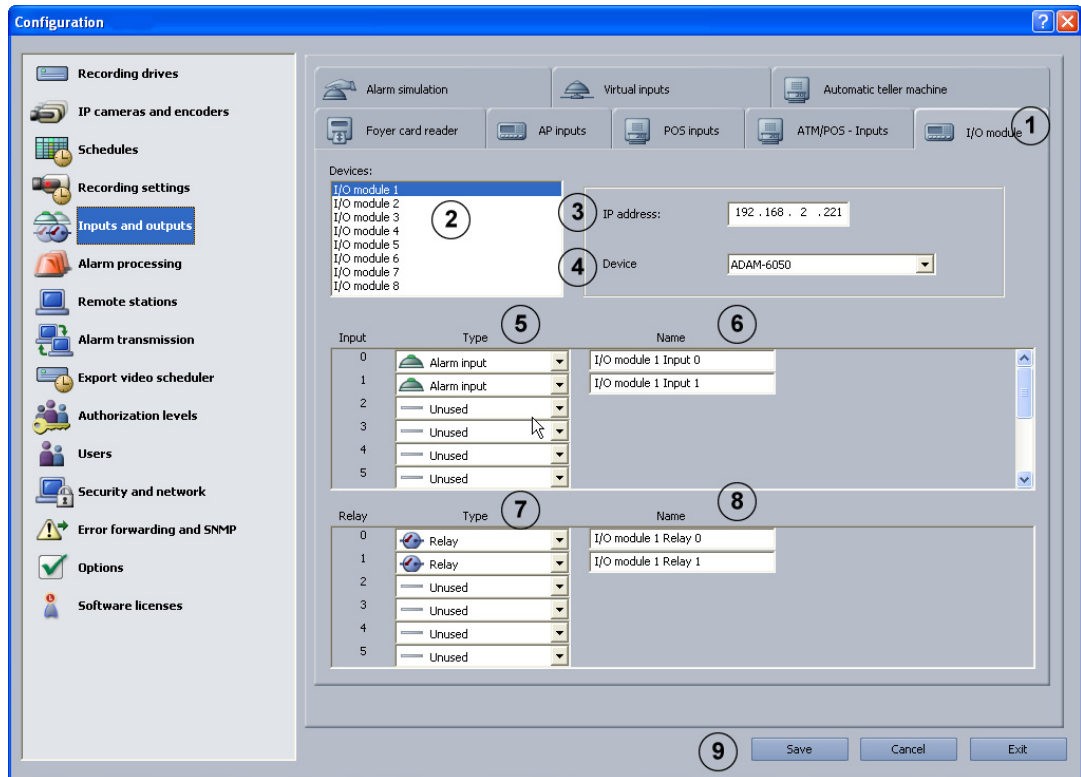 Configuration
Recording drives
IP cameras and encoders
Schedules
Recording settings
Inputs and outputs
Alarm processing
Remote stations
Alarm transmission
Export video scheduler
Authorization levels
Users
Security and network
Error forwarding and SNMP
Options
Software licenses
Alarm simulation
Virtual inputs
Automatic teller machine
Foyer card reader
AP inputs
POS inputs
ATM/POS - Inputs
I/O module 1
Devices:
I/O module 1
I/O module 2
I/O module 3
I/O module 4
I/O module 5
I/O module 6
I/O module 7
I/O module 8
2
3 IP address: 192 . 168 . 2 . 221
4 Device ADAM-6050
5 6
Input Type Name
0 Alarm input I/O module 1 Input 0
1 Alarm input I/O module 1 Input 1
2 Unused
3 Unused
4 Unused
5 Unused
7 8
Relay Type Name
0 Relay I/O module 1 Relay 0
1 Relay I/O module 1 Relay 1
2 Unused
3 Unused
4 Unused
5 Unused
9 Save Cancel Exit